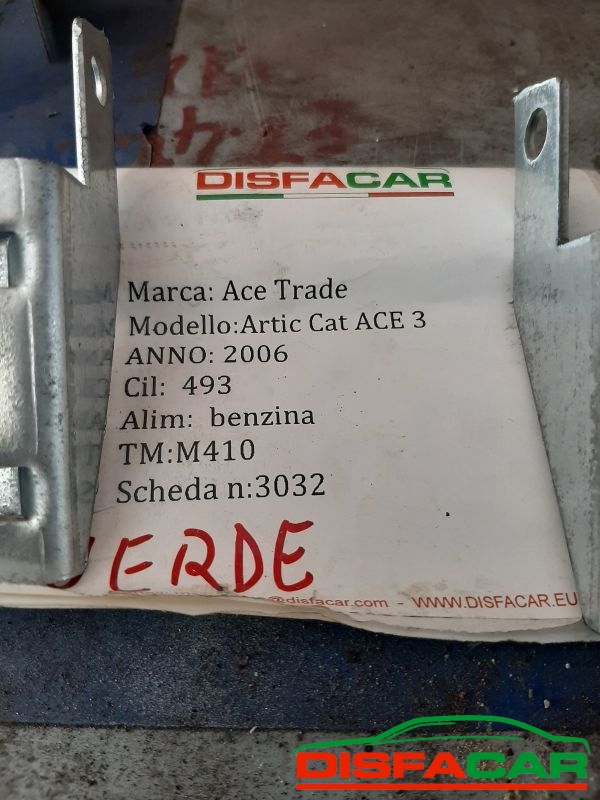 DISFACAR
Marca: Ace Trade
Modello:Artic Cat ACE 3
ANNO: 2006
Cil: 493
Alim: benzina
TM:M410
Scheda n:3032
VERDE
@disfacar.com - WWW.DISFACAR.EU
DISFACAR